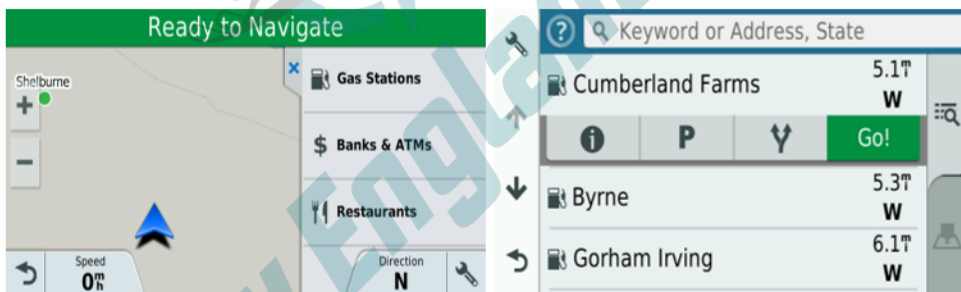 Ready to Navigate
Shelburne
+
−
Gas Stations
$ Banks & ATMs
Restaurants
Speed
0 m/h
Direction
N
? Keyword or Address, State
Cumberland Farms 5.1 m
W
i P Go!
Byrne 5.3 m
W
Gorham Irving 6.1 m
W